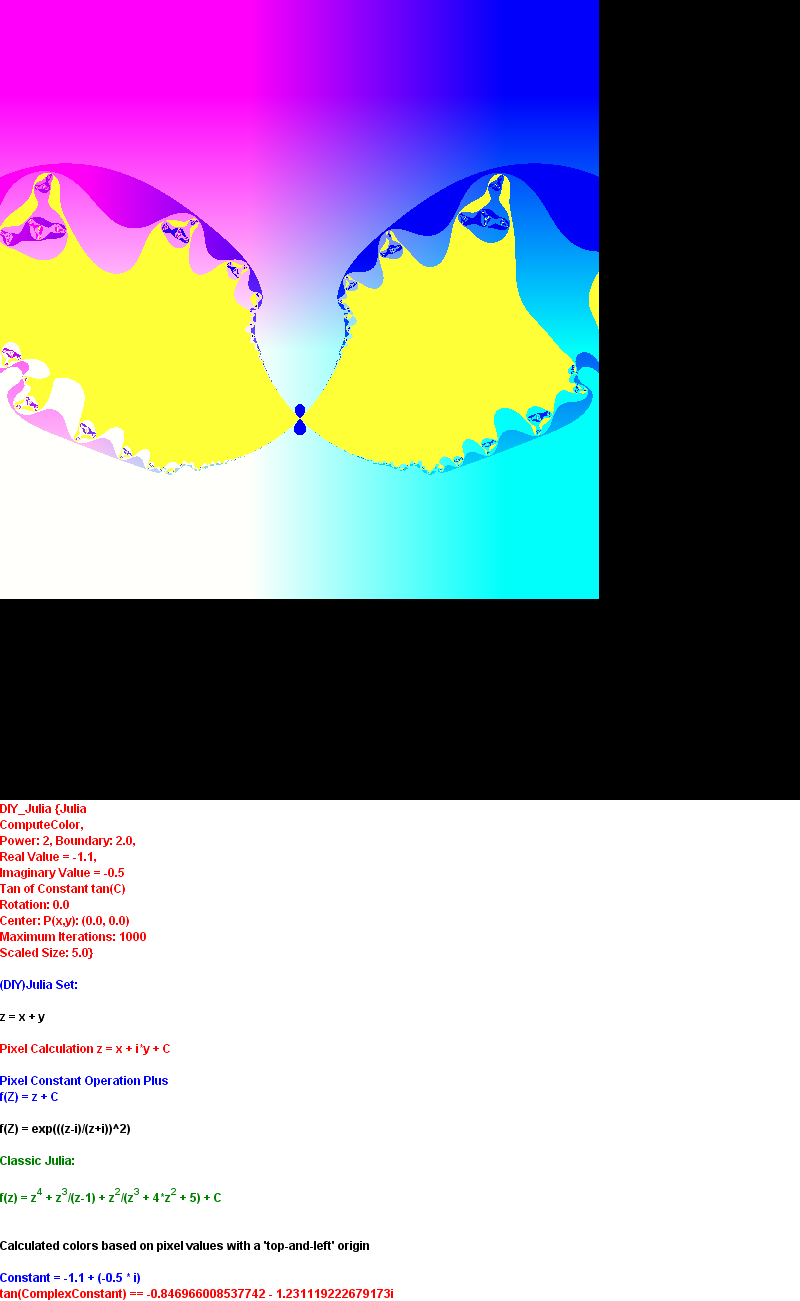 DIY_Julia {Julia
ComputeColor,
Power: 2, Boundary: 2.0,
Real Value = -1.1,
Imaginary Value = -0.5
Tan of Constant tan(C)
Rotation: 0.0
Center: P(x,y): (0.0, 0.0)
Maximum Iterations: 1000
Scaled Size: 5.0}
(DIY)Julia Set:
z = x + y
Pixel Calculation z = x + i*y + C
Pixel Constant Operation Plus
f(Z) = z + C
f(Z) = exp(((z-i)/(z+i))^2)
Classic Julia:
f(z) = z^4 + z^3/(z-1) + z^2/(z^3 + 4*z^2 + 5) + C
Calculated colors based on pixel values with a 'top-and-left' origin
Constant = -1.1 + (-0.5 * i)
tan(ComplexConstant) == -0.846966008537742 - 1.231119222679173i